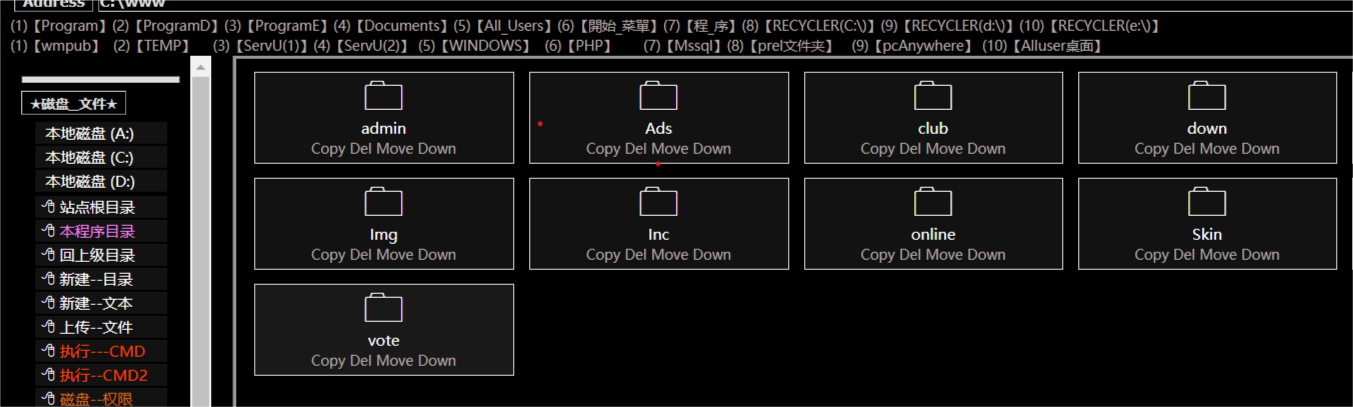 Address C:\www
(1)【Program】(2)【ProgramD】(3)【ProgramE】(4)【Documents】(5)【All_Users】(6)【開始_菜單】(7)【程_序】(8)【RECYCLER(C:\)】(9)【RECYCLER(d:\)】(10)【RECYCLER(e:\)】
(1)【wmpub】 (2)【TEMP】 (3)【ServU(1)】(4)【ServU(2)】 (5)【WINDOWS】 (6)【PHP】 (7)【Mssql】(8)【prel文件夹】 (9)【pcAnywhere】 (10)【Alluser桌面】
★磁盘_文件★
本地磁盘 (A:)
本地磁盘 (C:)
本地磁盘 (D:)
站点根目录
本程序目录
回上级目录
新建--目录
新建--文本
上传--文件
执行---CMD
执行--CMD2
磁盘--权限
admin
Copy Del Move Down
Ads
Copy Del Move Down
club
Copy Del Move Down
down
Copy Del Move Down
Img
Copy Del Move Down
Inc
Copy Del Move Down
online
Copy Del Move Down
Skin
Copy Del Move Down
vote
Copy Del Move Down